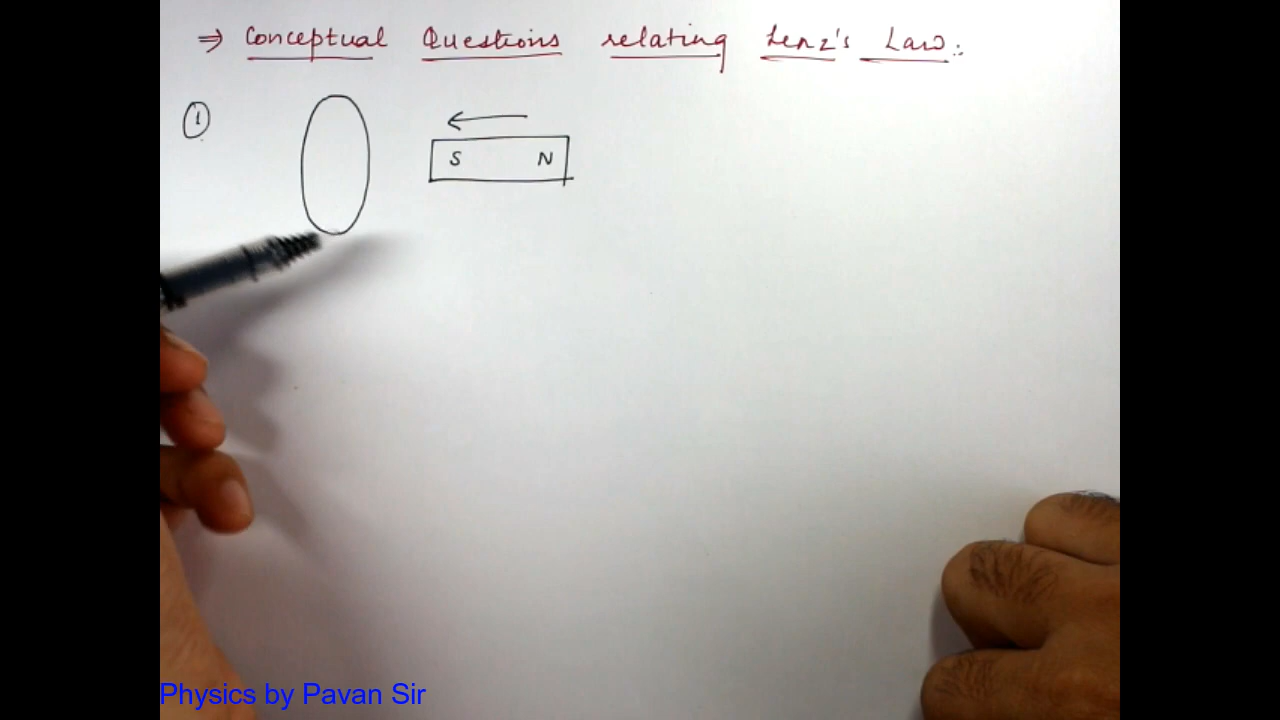 ⇒ Conceptual Questions relating Lenz's Law:
①
S N
Physics by Pavan Sir